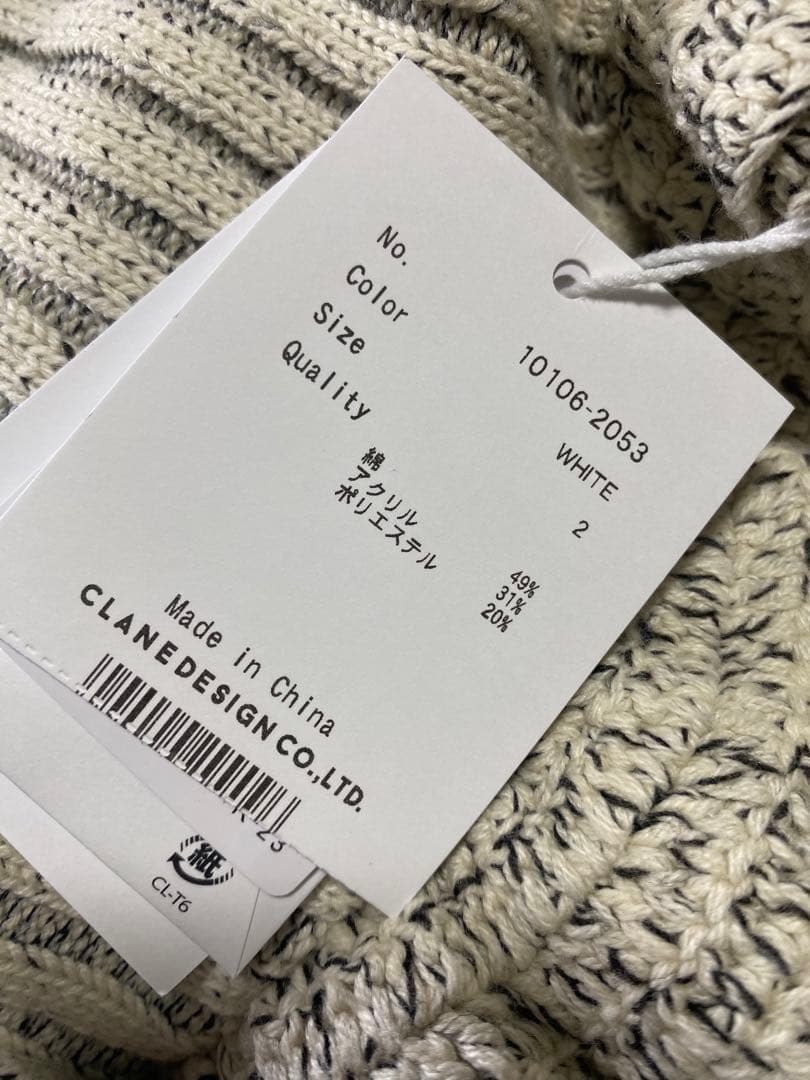 No. 10106-2053
Color WHITE
Size 2
Quality
綿 49%
アクリル 31%
ポリエステル 20%
Made in China
CLANEDESIGN CO.,LTD.
紙
CL-T6